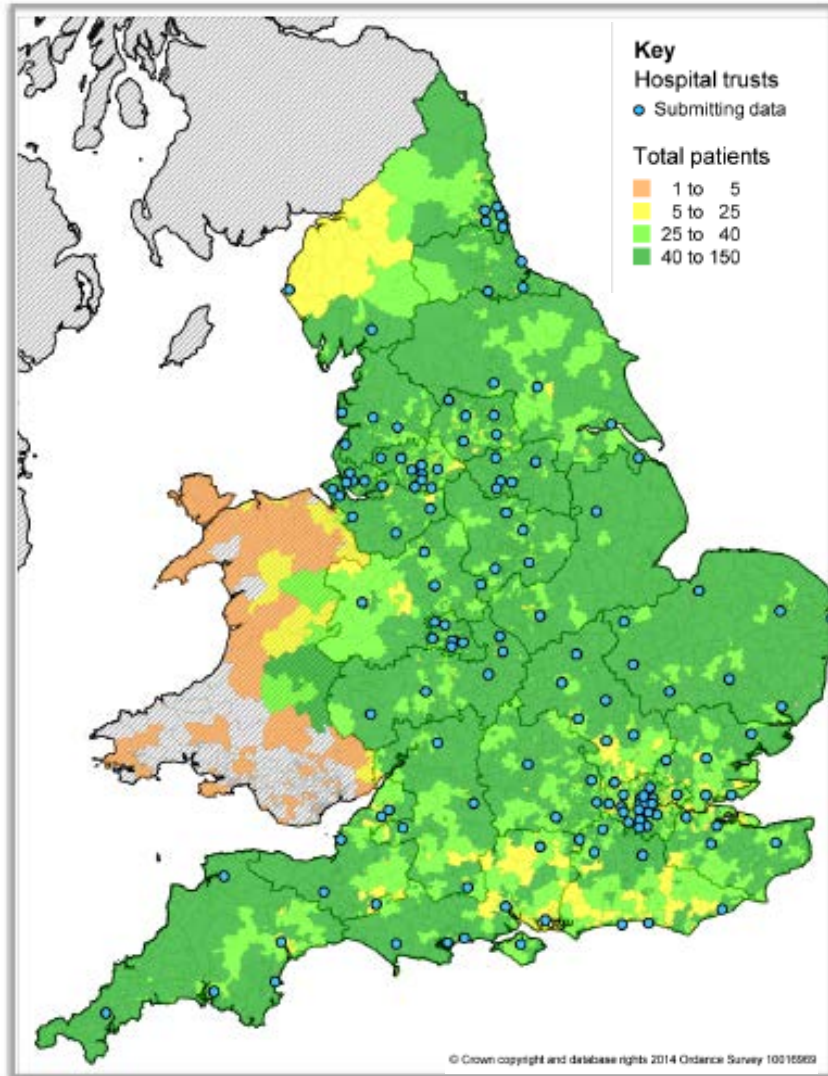 Key
Hospital trusts
Submitting data
Total patients
1 to 5
5 to 25
25 to 40
40 to 150
© Crown copyright and database rights 2014 Ordance Survey 10016969